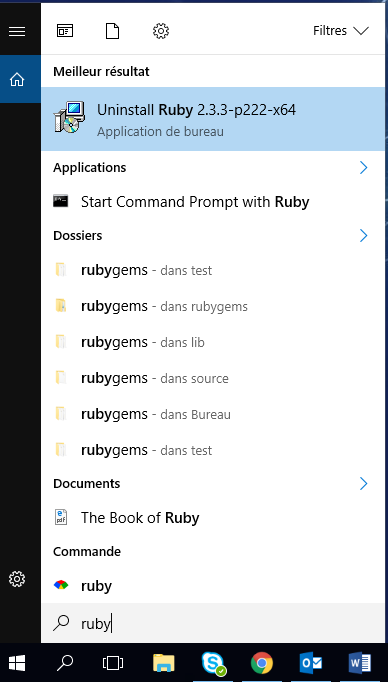 Filtres
Meilleur résultat
Uninstall Ruby 2.3.3-p222-x64
Application de bureau
Applications
Start Command Prompt with Ruby
Dossiers
rubygems - dans test
rubygems - dans rubygems
rubygems - dans lib
rubygems - dans source
rubygems - dans Bureau
rubygems - dans test
Documents
The Book of Ruby
Commande
ruby
ruby